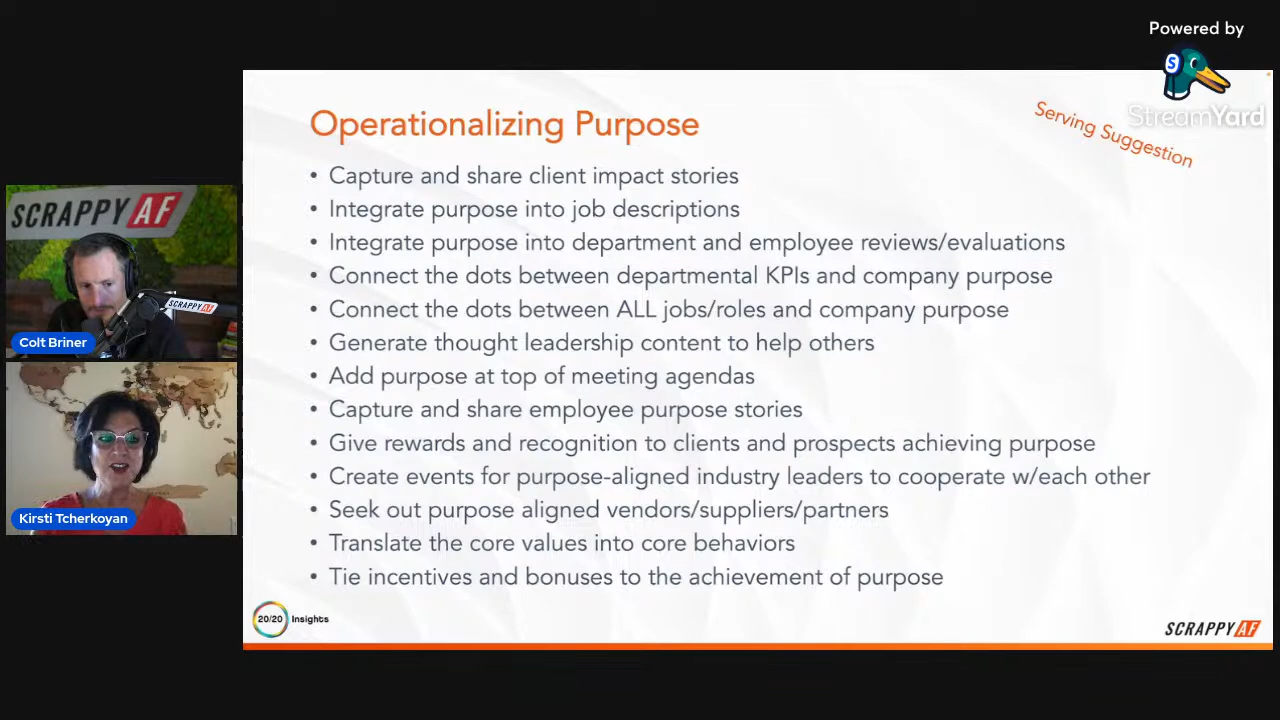 Powered by
S
StreamYard
Operationalizing Purpose
Serving Suggestion
• Capture and share client impact stories
• Integrate purpose into job descriptions
• Integrate purpose into department and employee reviews/evaluations
• Connect the dots between departmental KPIs and company purpose
• Connect the dots between ALL jobs/roles and company purpose
• Generate thought leadership content to help others
• Add purpose at top of meeting agendas
• Capture and share employee purpose stories
• Give rewards and recognition to clients and prospects achieving purpose
• Create events for purpose-aligned industry leaders to cooperate w/each other
• Seek out purpose aligned vendors/suppliers/partners
• Translate the core values into core behaviors
• Tie incentives and bonuses to the achievement of purpose
20/20 Insights
SCRAPPY AF
SCRAPPY AF
SCRAPPY AF
Colt Briner
Kirsti Tcherkoyan